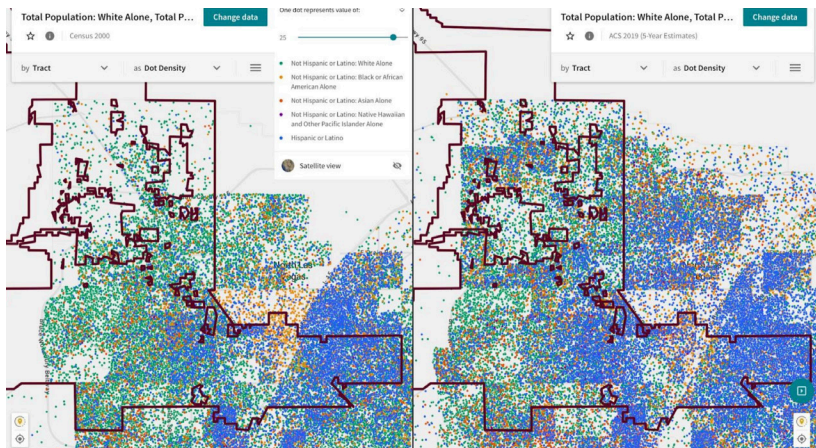 Total Population: White Alone, Total P...
Change data
Census 2000
by Tract
as Dot Density
One dot represents value of:
25
Not Hispanic or Latino: White Alone
Not Hispanic or Latino: Black or African
American Alone
Not Hispanic or Latino: Asian Alone
Not Hispanic or Latino: Native Hawaiian
and Other Pacific Islander Alone
Hispanic or Latino
Satellite view
North Las
Total Population: White Alone, Total P...
Change data
ACS 2019 (5-Year Estimates)
by Tract
as Dot Density